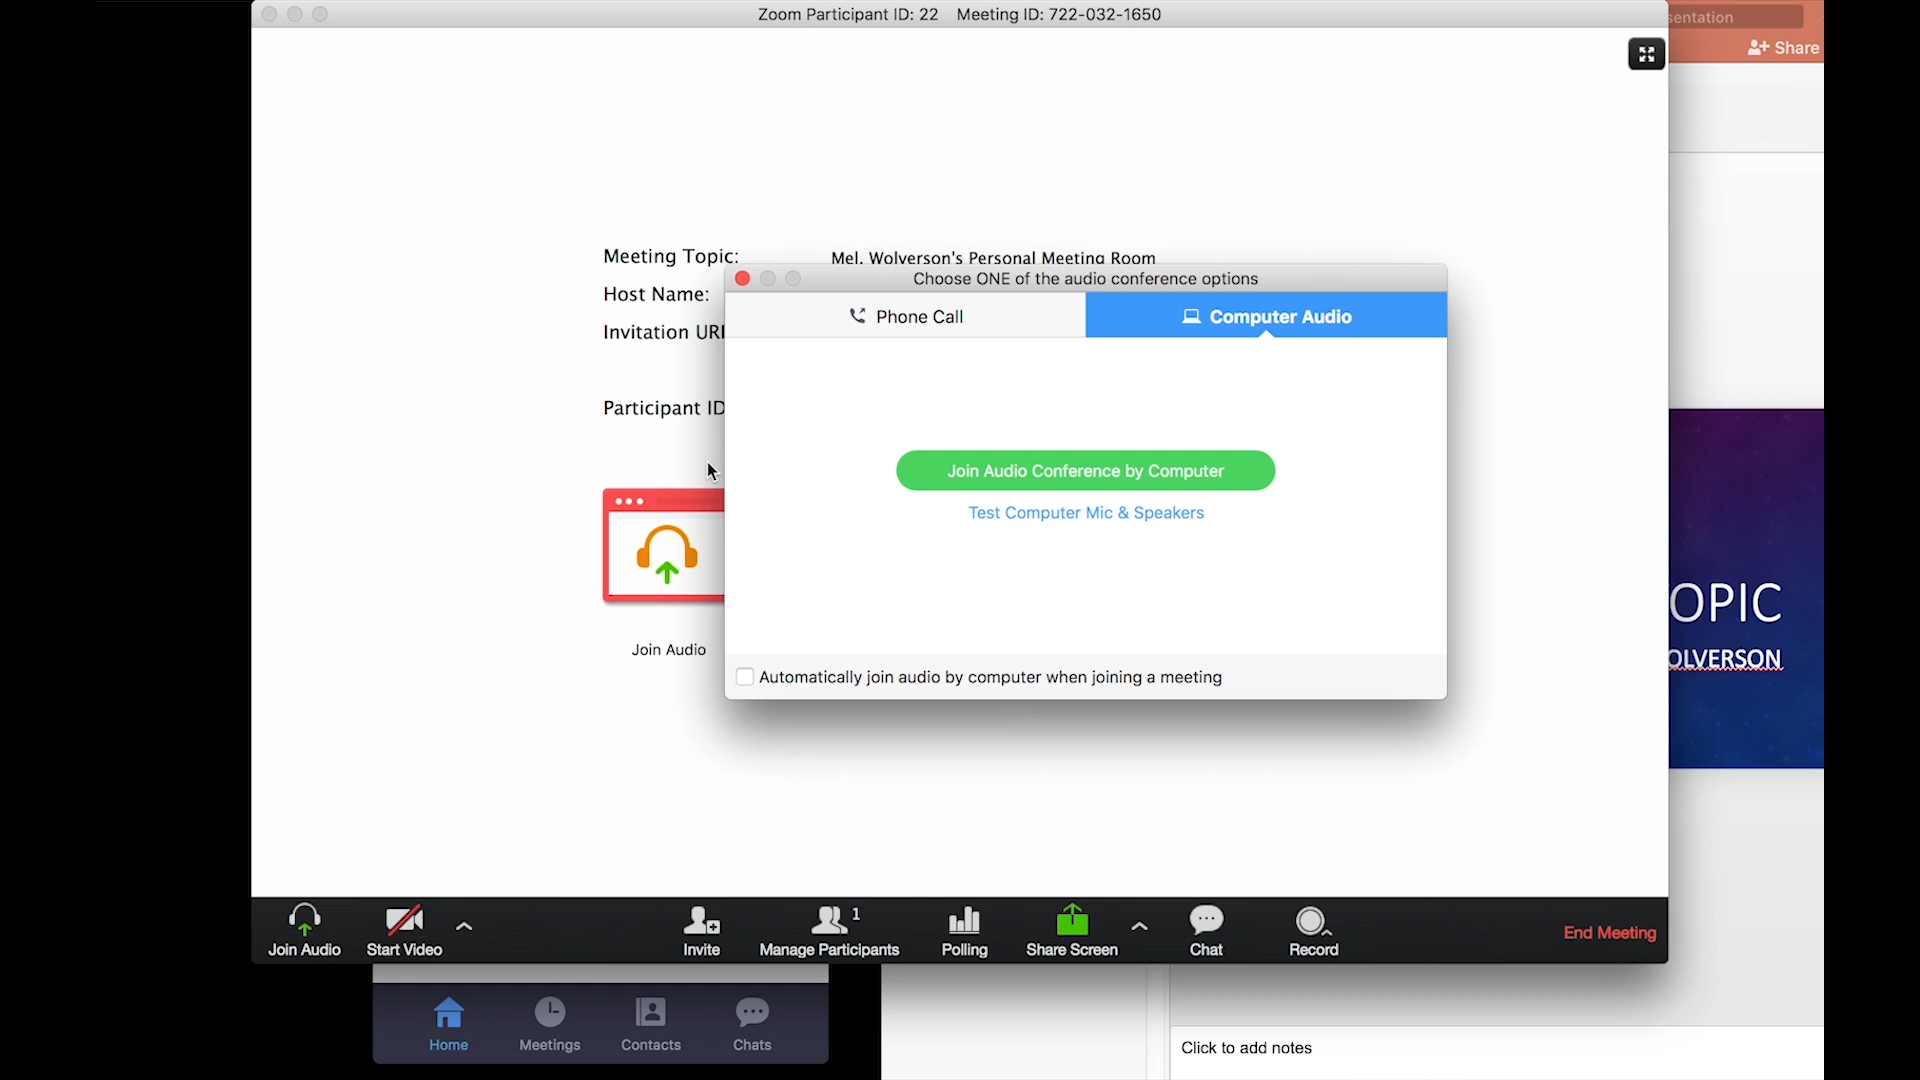 Zoom Participant ID: 22 Meeting ID: 722-032-1650
Share
Meeting Topic: Mel. Wolverson's Personal Meeting Room
Choose ONE of the audio conference options
Host Name:
Phone Call
Computer Audio
Invitation URL
Participant ID
Join Audio Conference by Computer
Test Computer Mic & Speakers
Join Audio
Automatically join audio by computer when joining a meeting
OPIC
OLVERSON
Join Audio
Start Video
Invite
1
Manage Participants
Polling
Share Screen
Chat
Record
End Meeting
Home
Meetings
Contacts
Chats
Click to add notes